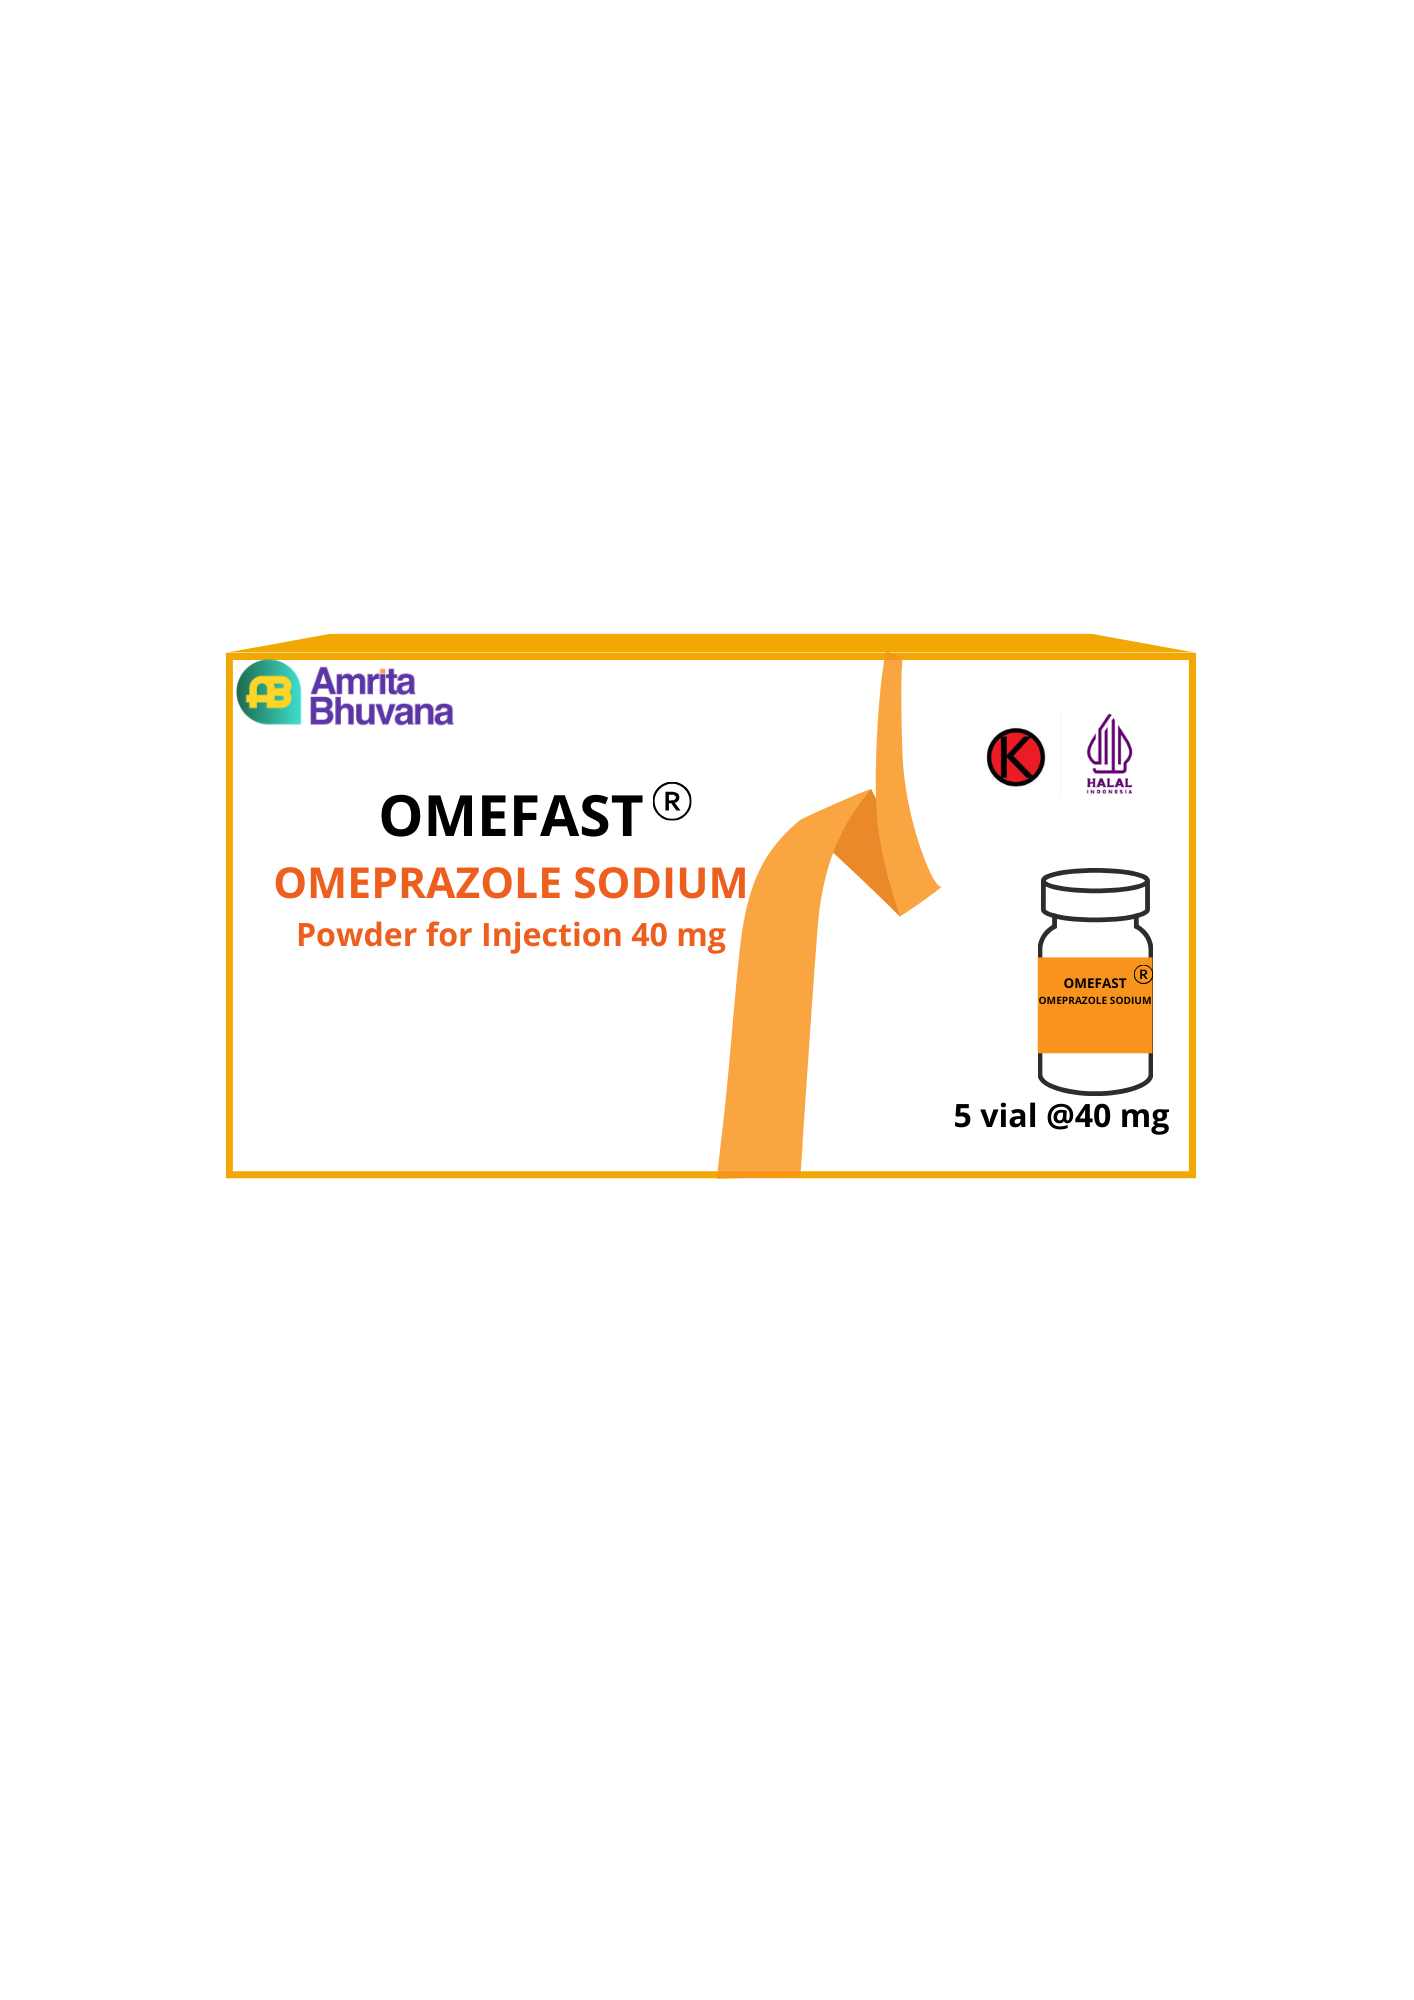 AB
Amrita
Bhuvana
K
HALAL
INDONESIA
OMEFAST ®
OMEPRAZOLE SODIUM
Powder for Injection 40 mg
OMEFAST ®
OMEPRAZOLE SODIUM
5 vial @40 mg